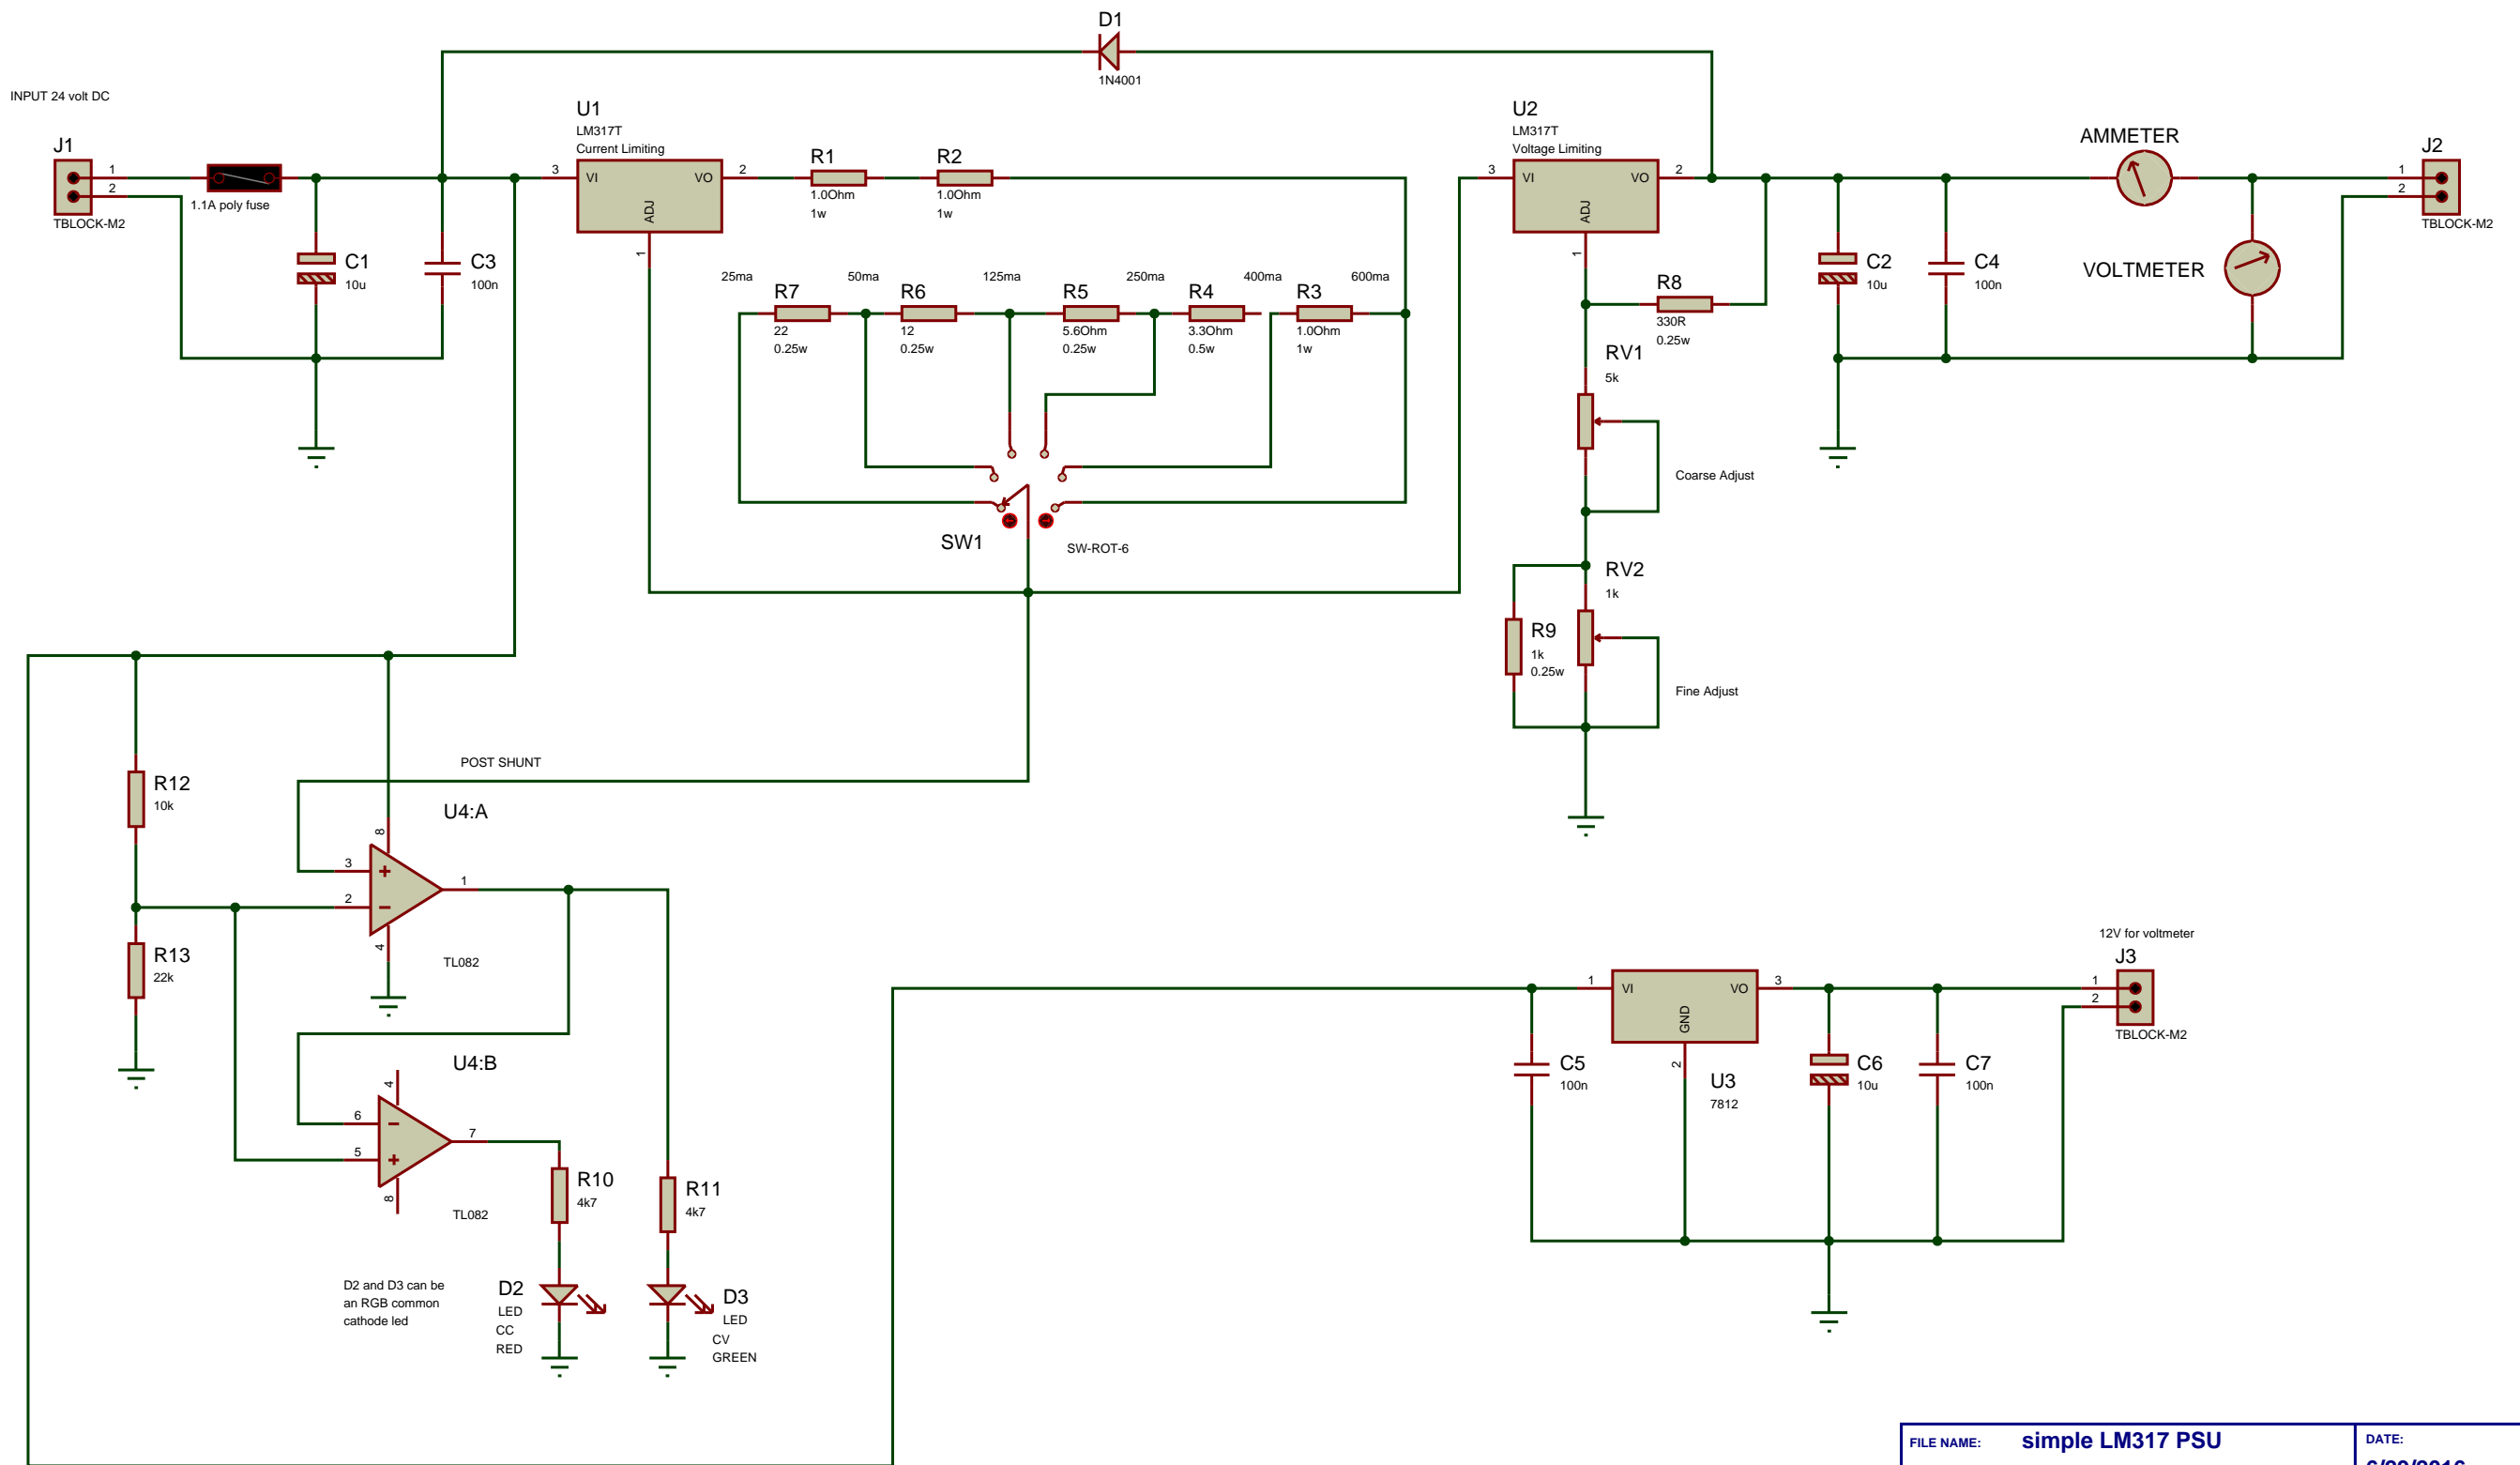 D1
1N4001
INPUT 24 volt DC
J1
1
2
TBLOCK-M2
1.1A poly fuse
C1
10u
C3
100n
U1
LM317T
Current Limiting
3
VI
VO
2
ADJ
1
R1
1.0Ohm
1w
R2
1.0Ohm
1w
25ma
R7
22
0.25w
50ma
R6
12
0.25w
125ma
R5
5.6Ohm
0.25w
250ma
R4
3.3Ohm
0.5w
400ma
R3
1.0Ohm
1w
600ma
SW1
SW-ROT-6
U2
LM317T
Voltage Limiting
3
VI
VO
2
ADJ
1
R8
330R
0.25w
RV1
5k
Coarse Adjust
RV2
1k
R9
1k
0.25w
Fine Adjust
C2
10u
C4
100n
AMMETER
VOLTMETER
J2
1
2
TBLOCK-M2
R12
10k
R13
22k
POST SHUNT
U4:A
8
3
2
1
4
TL082
U4:B
4
6
5
7
8
TL082
R10
4k7
R11
4k7
D2 and D3 can be
an RGB common
cathode led
D2
LED
CC
RED
D3
LED
CV
GREEN
12V for voltmeter
J3
1
2
TBLOCK-M2
1
VI
VO
3
GND
2
U3
7812
C5
100n
C6
10u
C7
100n
FILE NAME: simple LM317 PSU
DATE:
6/29/2016